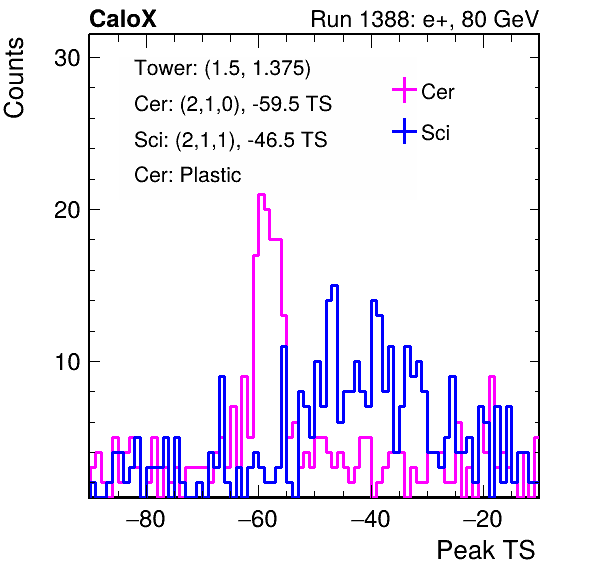 CaloX Run 1388: e+, 80 GeV
Counts
30
20
10
Tower: (1.5, 1.375)
Cer: (2,1,0), -59.5 TS
Sci: (2,1,1), -46.5 TS
Cer: Plastic
Cer
Sci
−80 −60 −40 −20
Peak TS